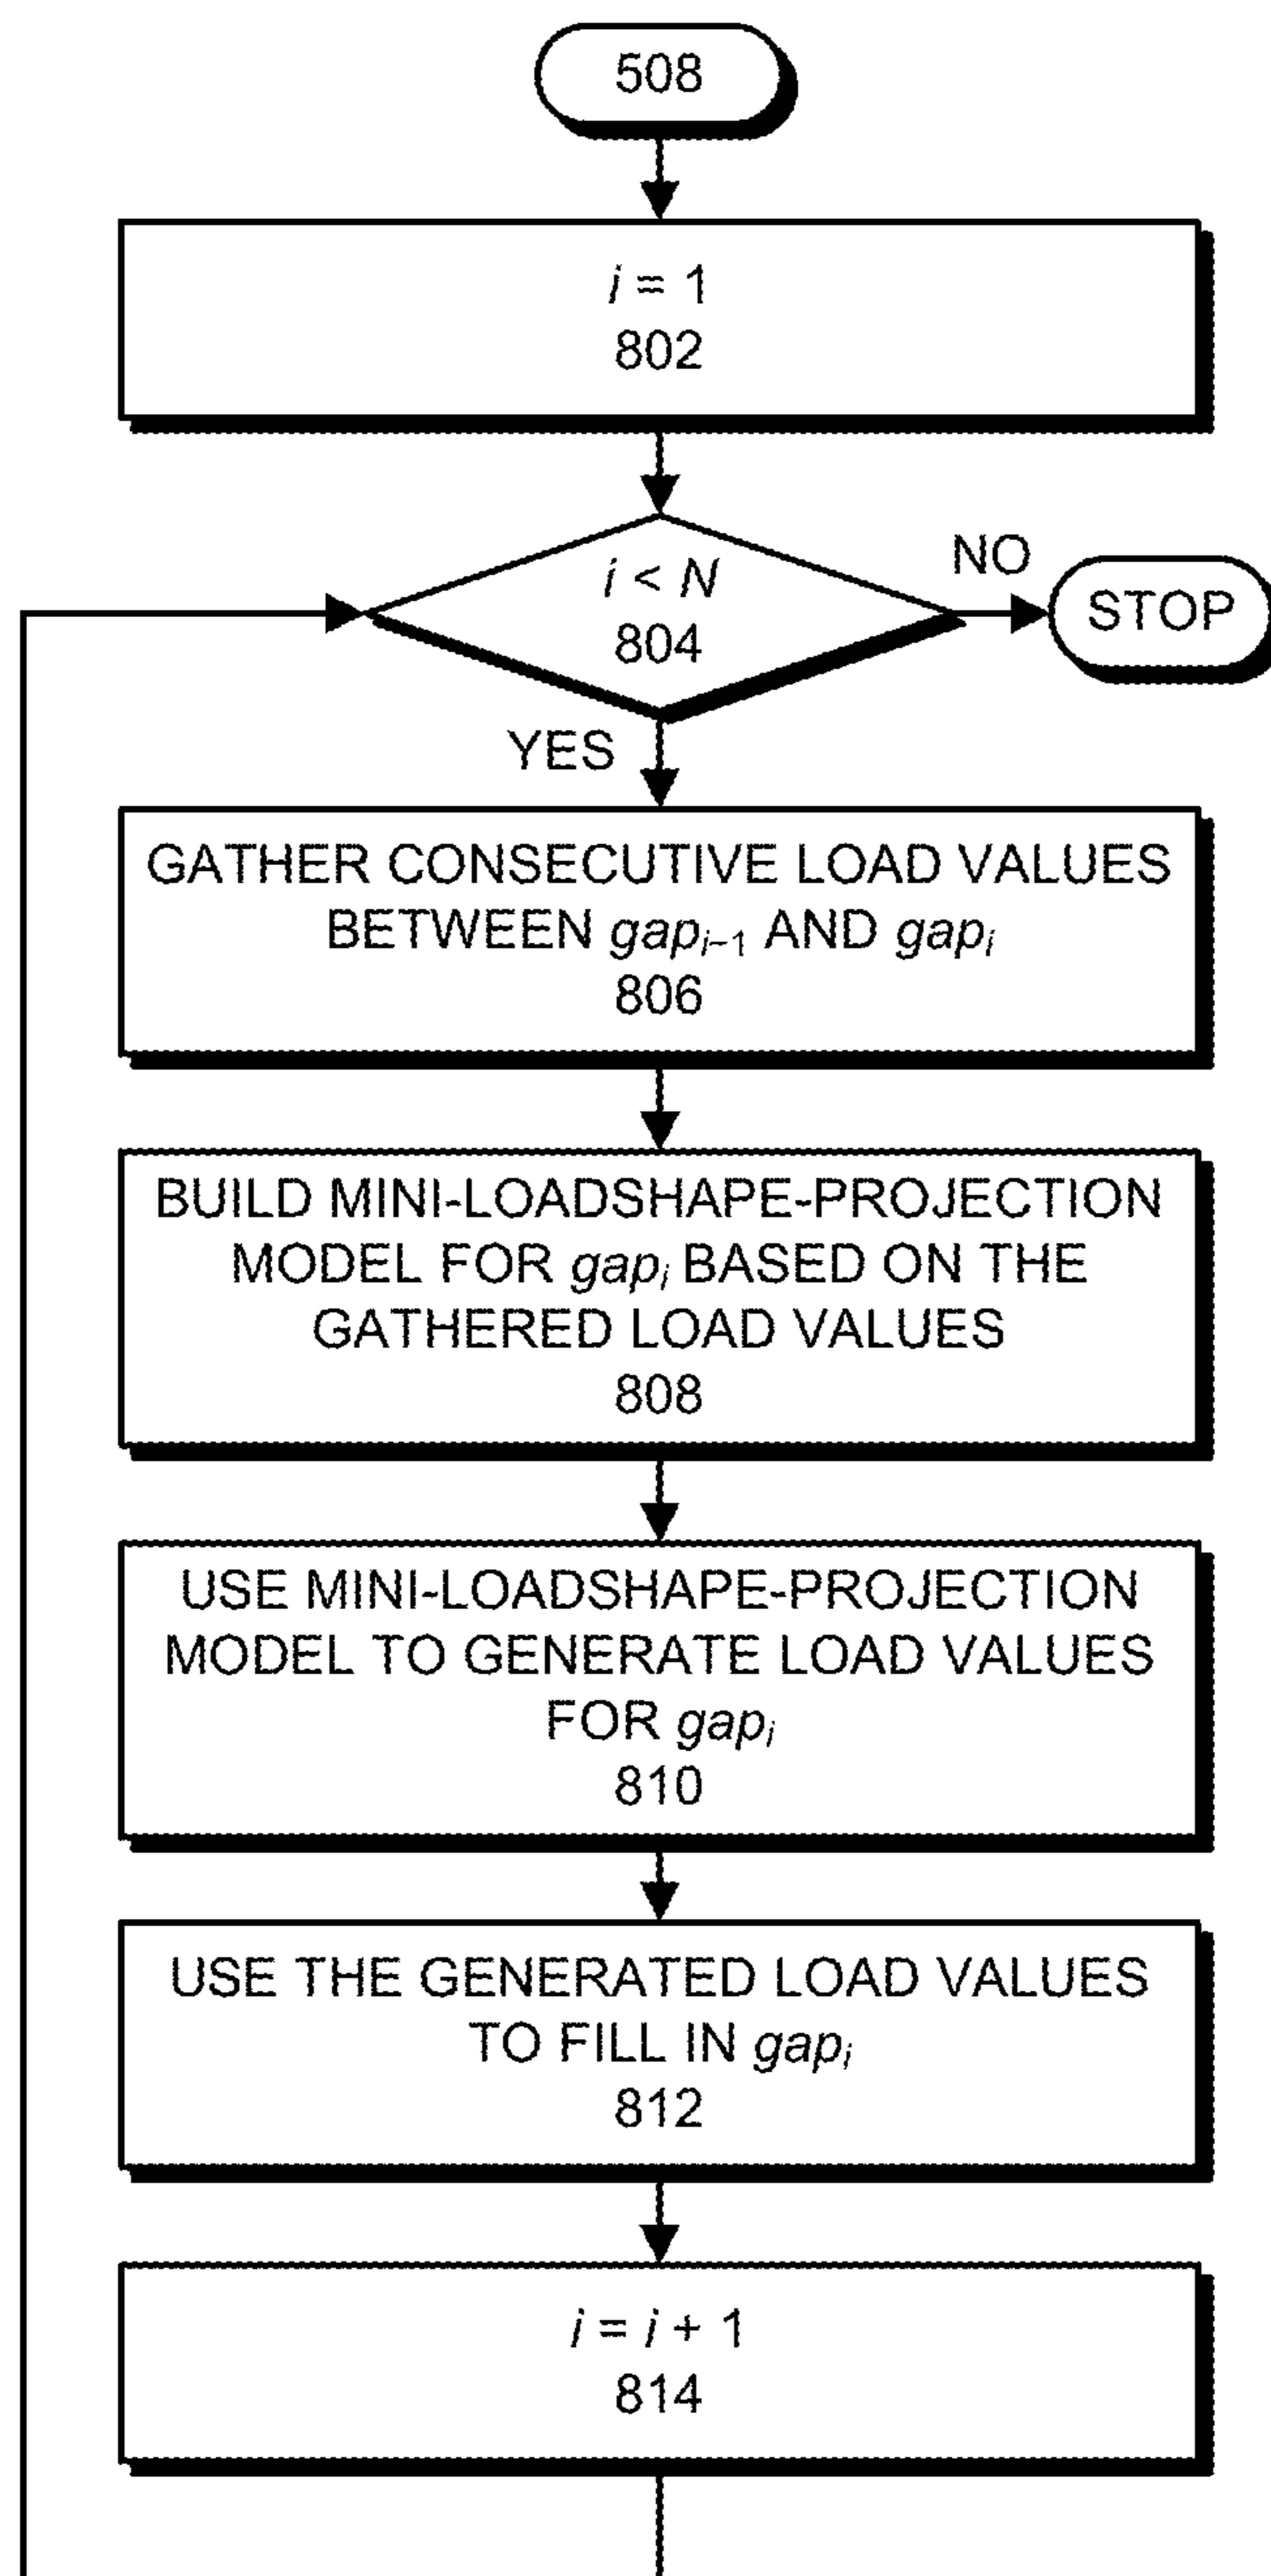 508
i = 1
802
i < N
804
NO
STOP
YES
GATHER CONSECUTIVE LOAD VALUES
BETWEEN gapᵢ₋₁ AND gapᵢ
806
BUILD MINI-LOADSHAPE-PROJECTION
MODEL FOR gapᵢ BASED ON THE
GATHERED LOAD VALUES
808
USE MINI-LOADSHAPE-PROJECTION
MODEL TO GENERATE LOAD VALUES
FOR gapᵢ
810
USE THE GENERATED LOAD VALUES
TO FILL IN gapᵢ
812
i = i + 1
814